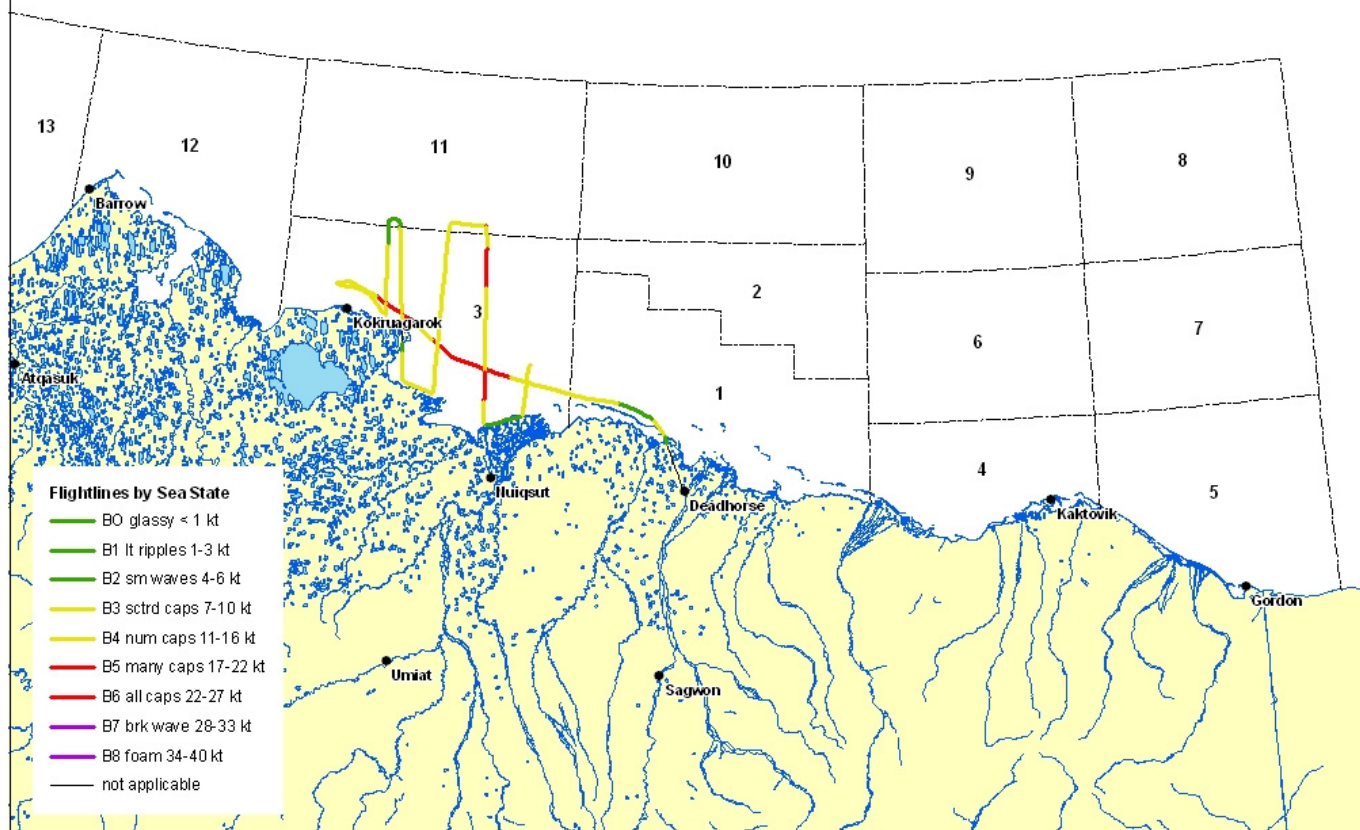 13
12
11
10
9
8
Barrow
Kokruagarok
3
2
6
7
Atqasuk
1
4
5
Nuiqsut
Deadhorse
Kaktovik
Gordon
Umiat
Sagwon
Flightlines by Sea State
B0 glassy < 1 kt
B1 lt ripples 1-3 kt
B2 sm waves 4-6 kt
B3 sctrd caps 7-10 kt
B4 num caps 11-16 kt
B5 many caps 17-22 kt
B6 all caps 22-27 kt
B7 brk wave 28-33 kt
B8 foam 34-40 kt
not applicable